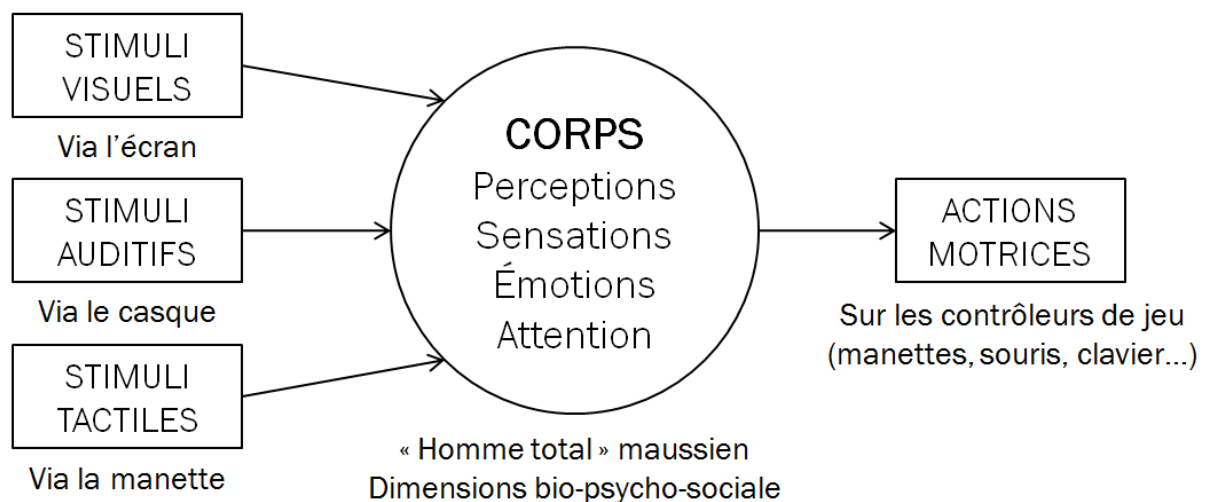 STIMULI
VISUELS
Via l'écran
STIMULI
AUDITIFS
Via le casque
STIMULI
TACTILES
Via la manette
CORPS
Perceptions
Sensations
Émotions
Attention
« Homme total » maussien
Dimensions bio-psycho-sociale
ACTIONS
MOTRICES
Sur les contrôleurs de jeu
(manettes, souris, clavier...)